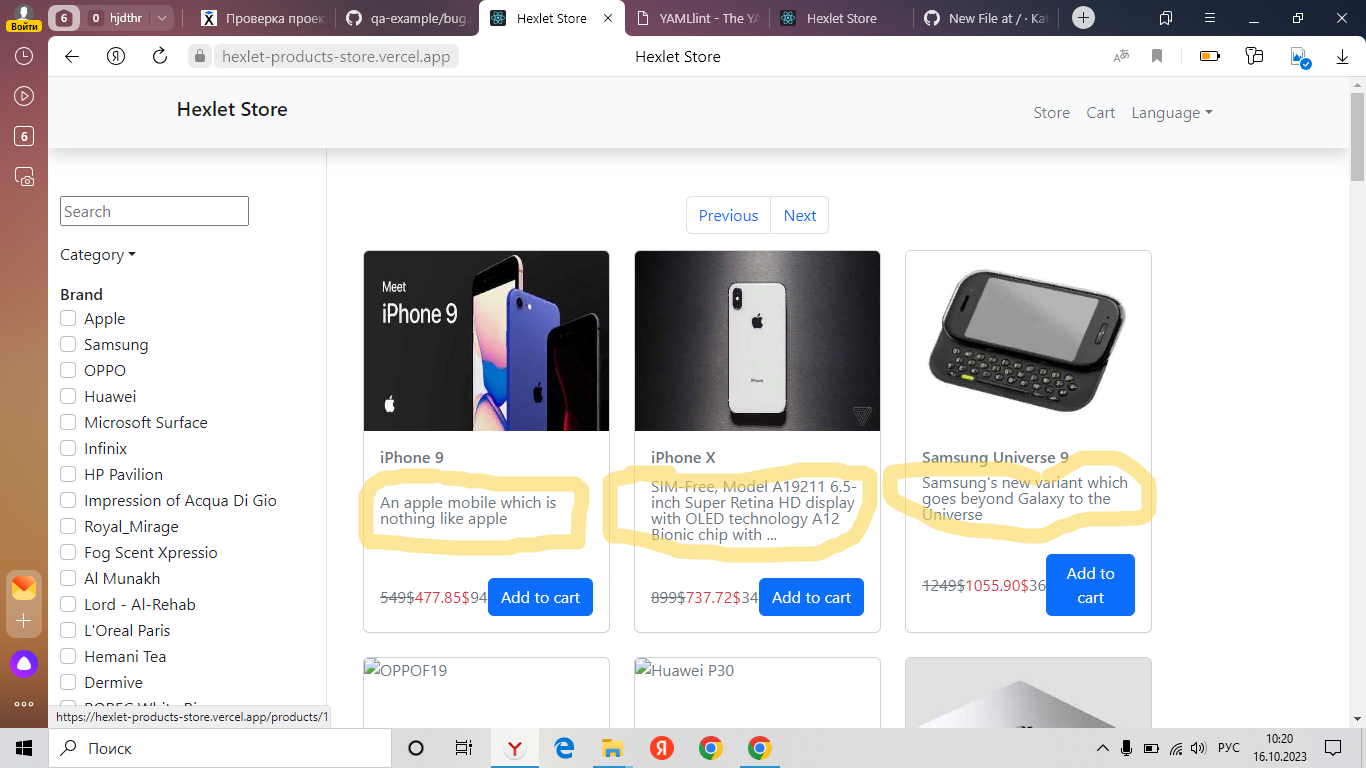 Войти
6
0 hjdthr
Проверка проек
qa-example/bug
Hexlet Store
YAMLlint - The YA
Hexlet Store
New File at / · Kat
hexlet-products-store.vercel.app
Hexlet Store
6
Hexlet Store
Store Cart Language
Search
Category
Brand
Apple
Samsung
OPPO
Huawei
Microsoft Surface
Infinix
HP Pavilion
Impression of Acqua Di Gio
Royal_Mirage
Fog Scent Xpressio
Al Munakh
Lord - Al-Rehab
L'Oreal Paris
Hemani Tea
Dermive
Previous Next
Meet
iPhone 9
iPhone 9
An apple mobile which is
nothing like apple
549$477.85$94 Add to cart
iPhone
iPhone X
SIM-Free, Model A19211 6.5-
inch Super Retina HD display
with OLED technology A12
Bionic chip with ...
899$737.72$34 Add to cart
Samsung Universe 9
Samsung's new variant which
goes beyond Galaxy to the
Universe
1249$1055.90$36 Add to
cart
OPPOF19
Huawei P30
https://hexlet-products-store.vercel.app/products/1
Поиск
РУС
10:20
16.10.2023